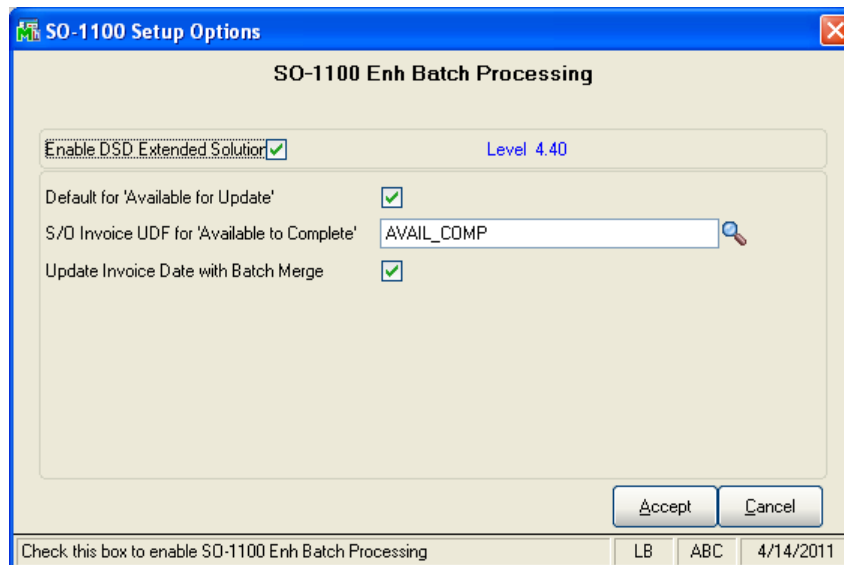 SO-1100 Setup Options
SO-1100 Enh Batch Processing
Enable DSD Extended Solution Level 4.40
Default for 'Available for Update'
S/O Invoice UDF for 'Available to Complete' AVAIL_COMP
Update Invoice Date with Batch Merge
Accept Cancel
Check this box to enable SO-1100 Enh Batch Processing LB ABC 4/14/2011